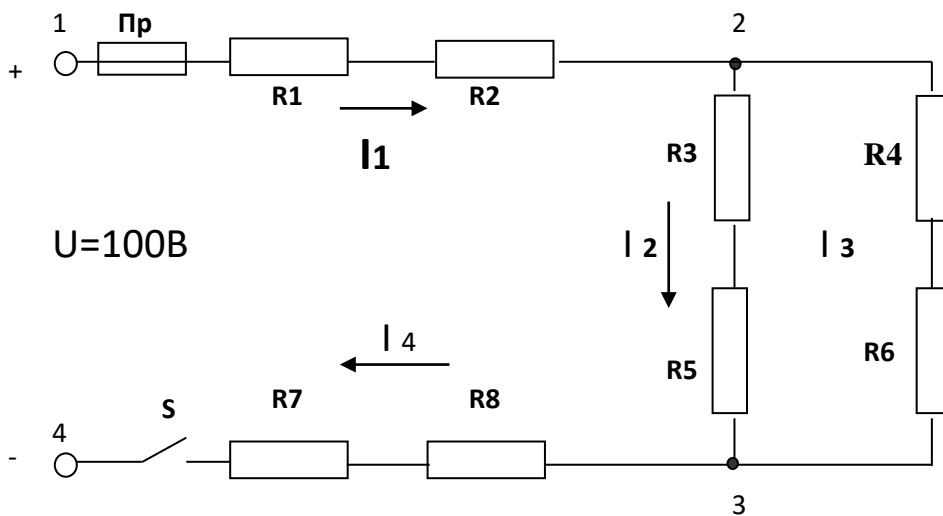 1 Пр 2
+
R1 R2
I1
R3 R4
U=100В
I 2 I 3
I 4
R5 R6
R7 R8
S
4
-
3